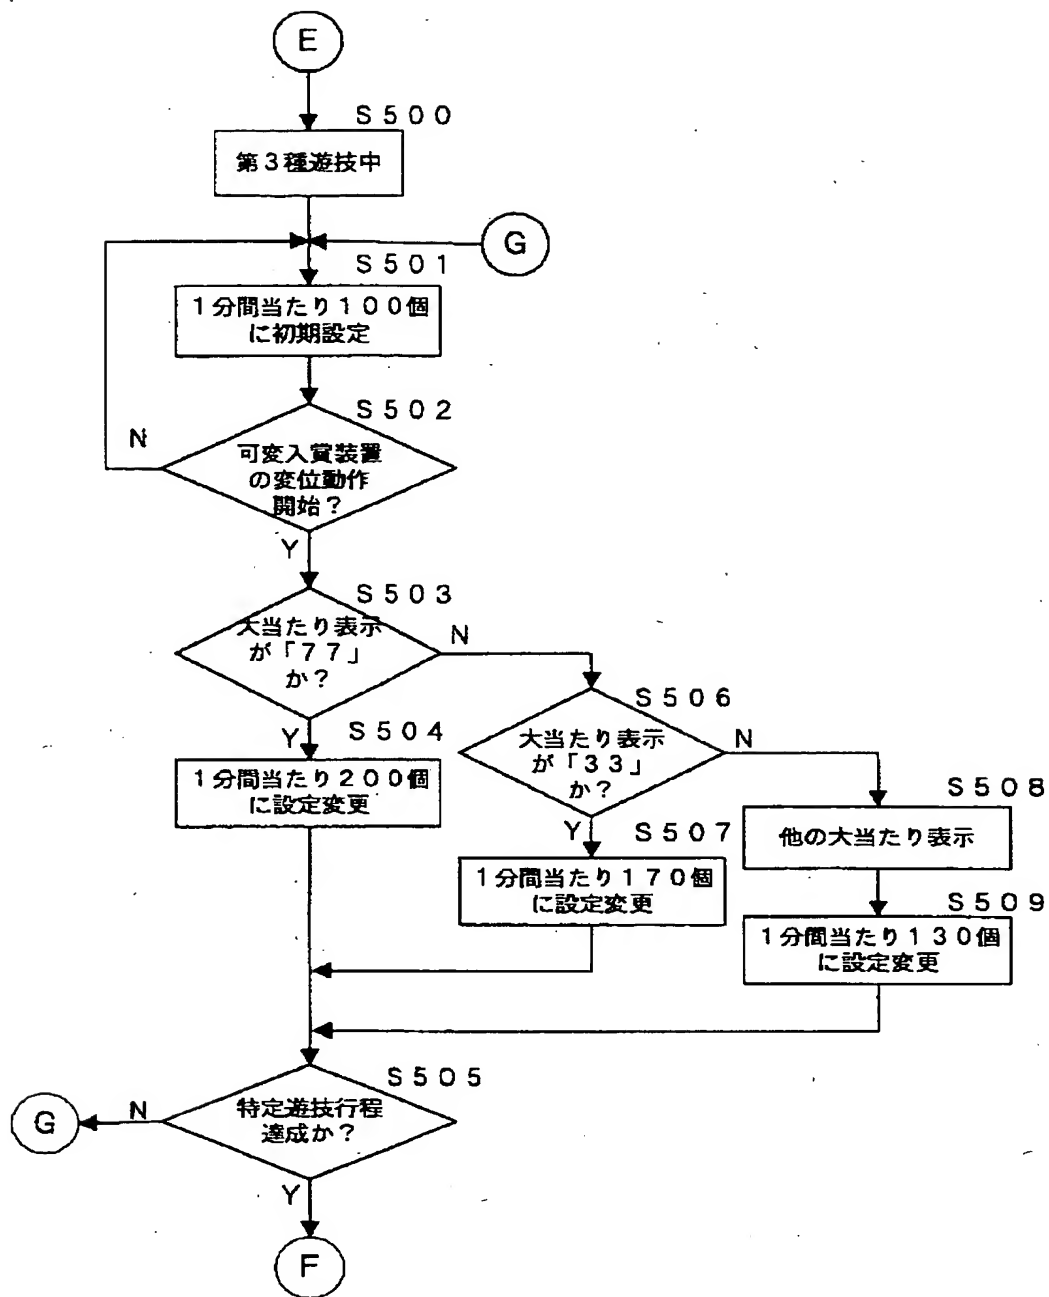 E
S500
第3種遊技中
G
S501
1分間当たり100個
に初期設定
S502
N
可変入賞装置
の変位動作
開始？
Y
S503
大当たり表示
が「77」
か？
N
S506
Y
S504
大当たり表示
が「33」
か？
N
1分間当たり200個
に設定変更
S508
他の大当たり表示
Y
S507
1分間当たり170個
に設定変更
S509
1分間当たり130個
に設定変更
S505
G
N
特定遊技行程
達成か？
Y
F